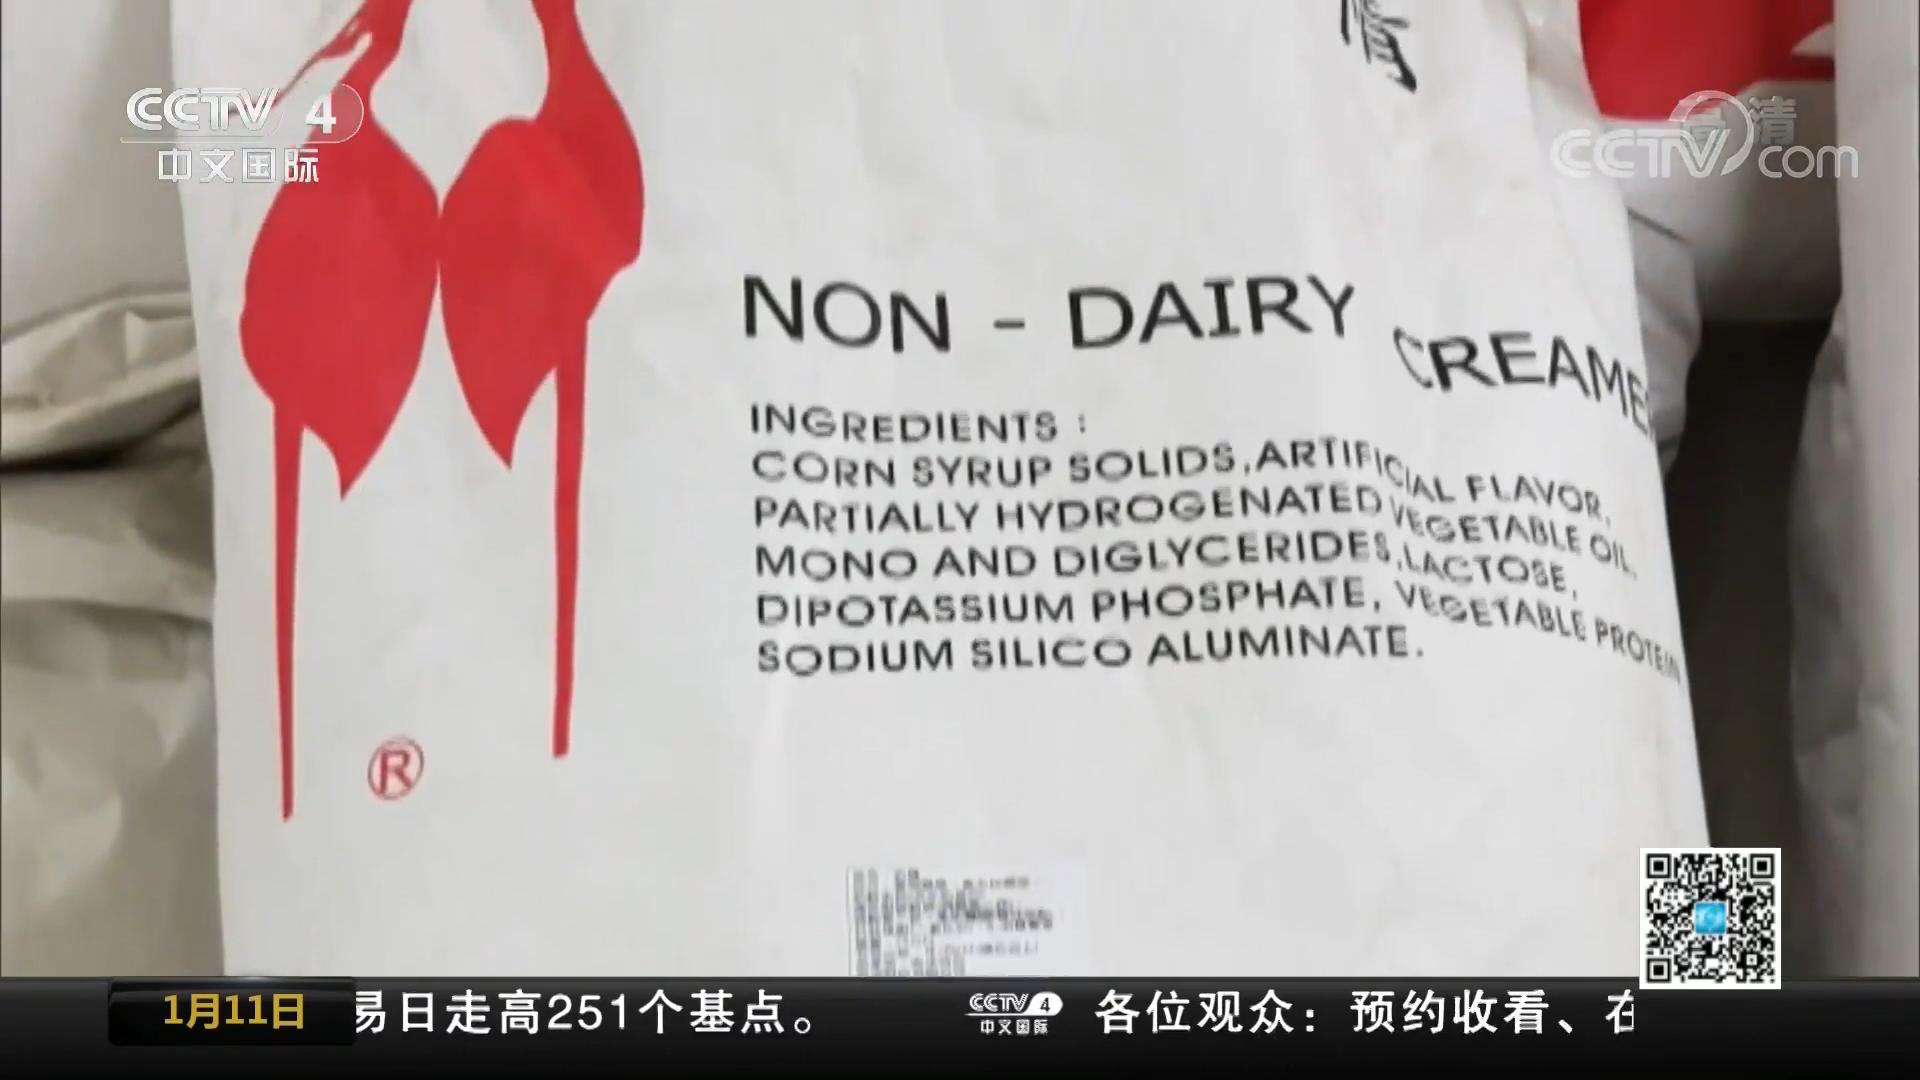 CCTV 4
中文国际
高清
CCTV com
NON - DAIRY CREAMER
INGREDIENTS :
CORN SYRUP SOLIDS,ARTIFICIAL FLAVOR,
PARTIALLY HYDROGENATED VEGETABLE OIL,
MONO AND DIGLYCERIDES,LACTOSE,
DIPOTASSIUM PHOSPHATE, VEGETABLE PROTEIN
SODIUM SILICO ALUMINATE.
®
1月11日
易日走高251个基点。
CCTV 4
中文国际
各位观众：预约收看、在